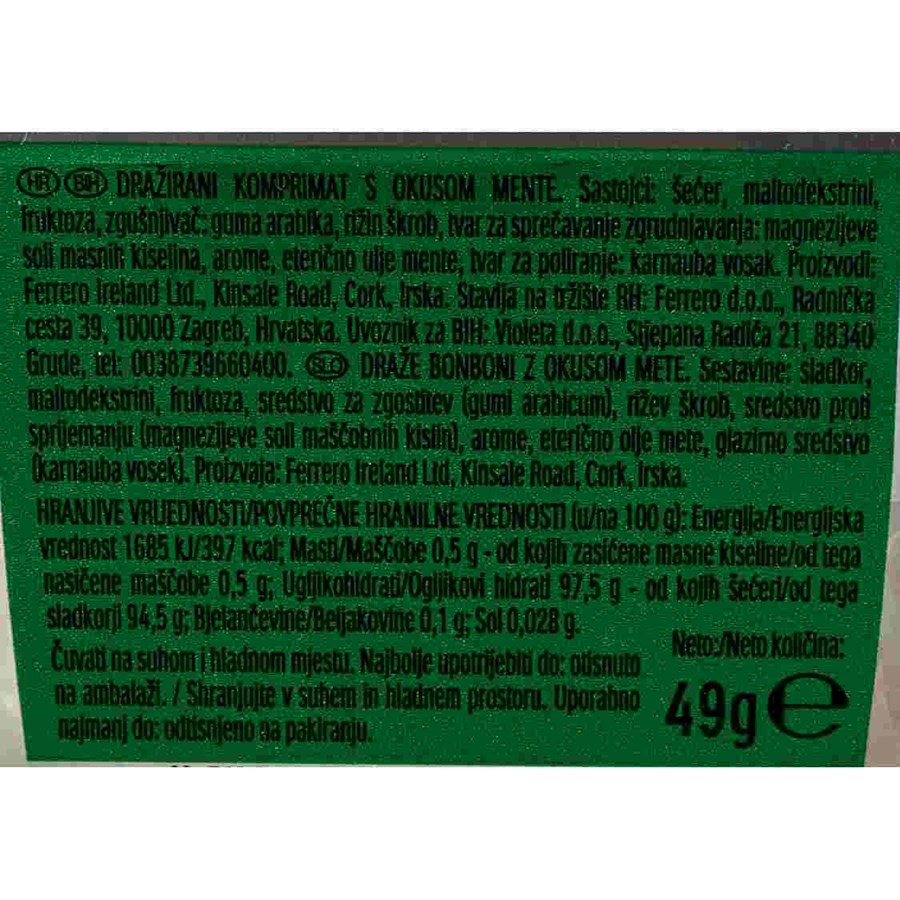 HR BIH DRAŽIRANI KOMPRIMAT S OKUSOM MENTE. Sastojci: šećer, maltodekstrini,
fruktoza, zgušnjivač: guma arabika, rižin škrob, tvar za sprečavanje zgrudnjavanja: magnezijeve
soli masnih kiselina, arome, eterično ulje mente, tvar za poliranje: karnauba vosak. Proizvodi:
Ferrero Ireland Ltd., Kinsale Road, Cork, Irska. Stavlja na tržište RH: Ferrero d.o.o., Radnička
cesta 39, 10000 Zagreb, Hrvatska. Uvoznik za BIH: Violeta d.o.o., Stjepana Radića 21, 88340
Grude, tel: 0038739660400. SLO DRAŽE BONBONI Z OKUSOM METE. Sestavine: sladkor,
maltodekstrini, fruktoza, sredstvo za zgostitev (gumi arabicum), rižev škrob, sredstvo proti
sprijemanju (magnezijeve soli maščobnih kislin), arome, eterično olje mete, glazirno sredstvo
(karnauba vosek). Proizvaja: Ferrero Ireland Ltd, Kinsale Road, Cork, Irska.
HRANJIVE VRIJEDNOSTI/POVPREČNE HRANILNE VREDNOSTI (u/na 100 g): Energija/Energijska
vrednost 1685 kJ/397 kcal; Masti/Maščobe 0,5 g - od kojih zasićene masne kiseline/od tega
nasičene maščobe 0,5 g; Ugljikohidrati/Ogljikovi hidrati 97,5 g - od kojih šećeri/od tega
sladkorji 94,5 g; Bjelančevine/Beljakovine 0,1 g; Sol 0,028 g.
Čuvati na suhom i hladnom mjestu. Najbolje upotrijebiti do: otisnuto
na ambalaži. / Shranjujte v suhem in hladnem prostoru. Uporabno
najmanj do: odtisnjeno na pakiranju.
Neto:/Neto količina:
49g e